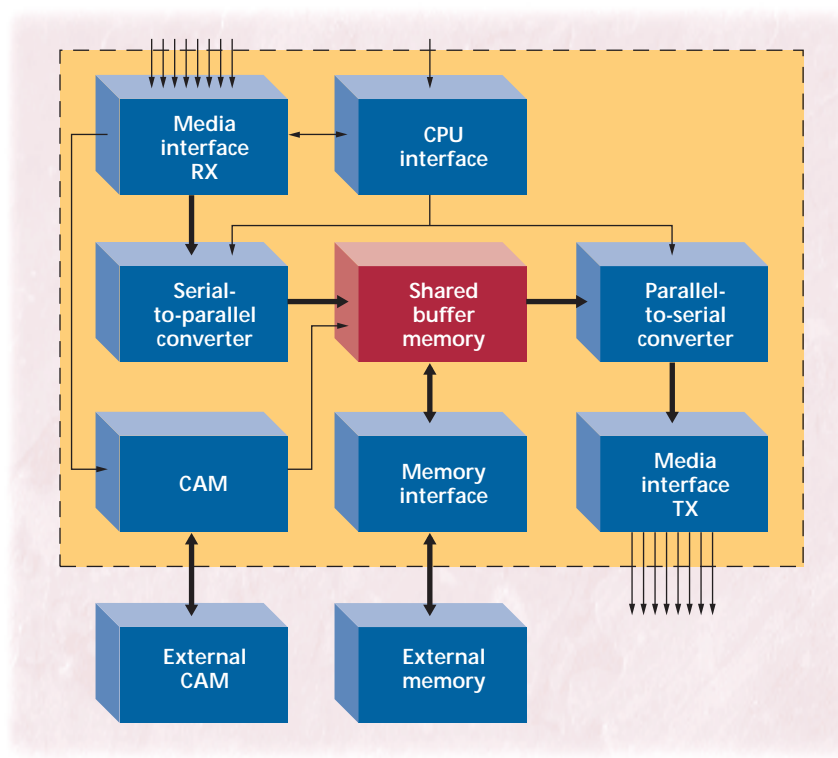 Media
interface
RX
CPU
interface
Serial-
to-parallel
converter
Shared
buffer
memory
Parallel-
to-serial
converter
CAM
Memory
interface
Media
interface
TX
External
CAM
External
memory